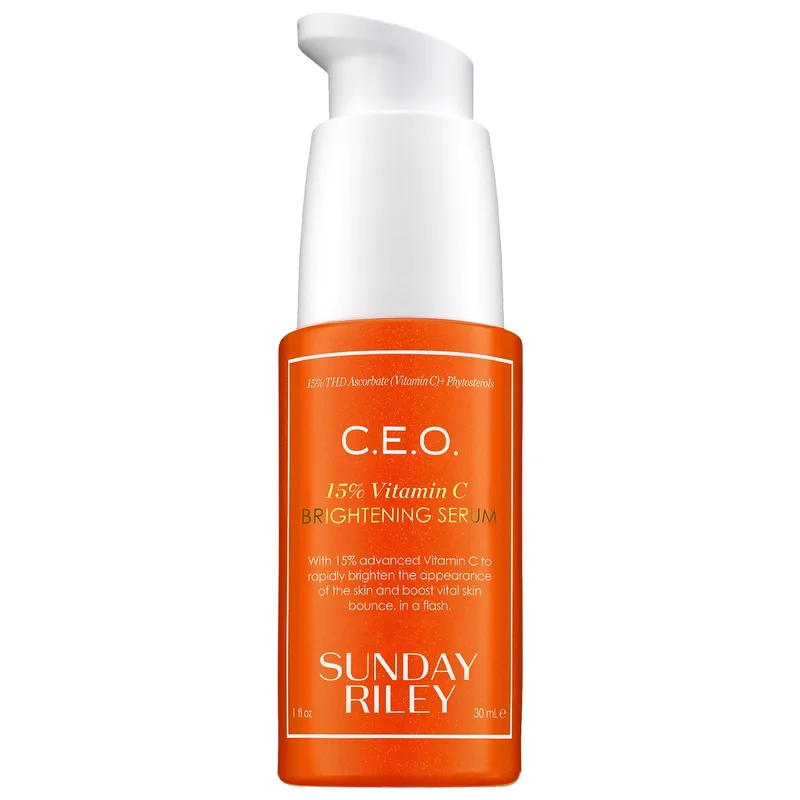 15% THD Ascorbate (Vitamin C)+ Phytosterols
C.E.O.
15% Vitamin C
BRIGHTENING SERUM
With 15% advanced Vitamin C to
rapidly brighten the appearance
of the skin and boost vital skin
bounce, in a flash.
SUNDAY
RILEY
1 fl oz 30 mL ℮